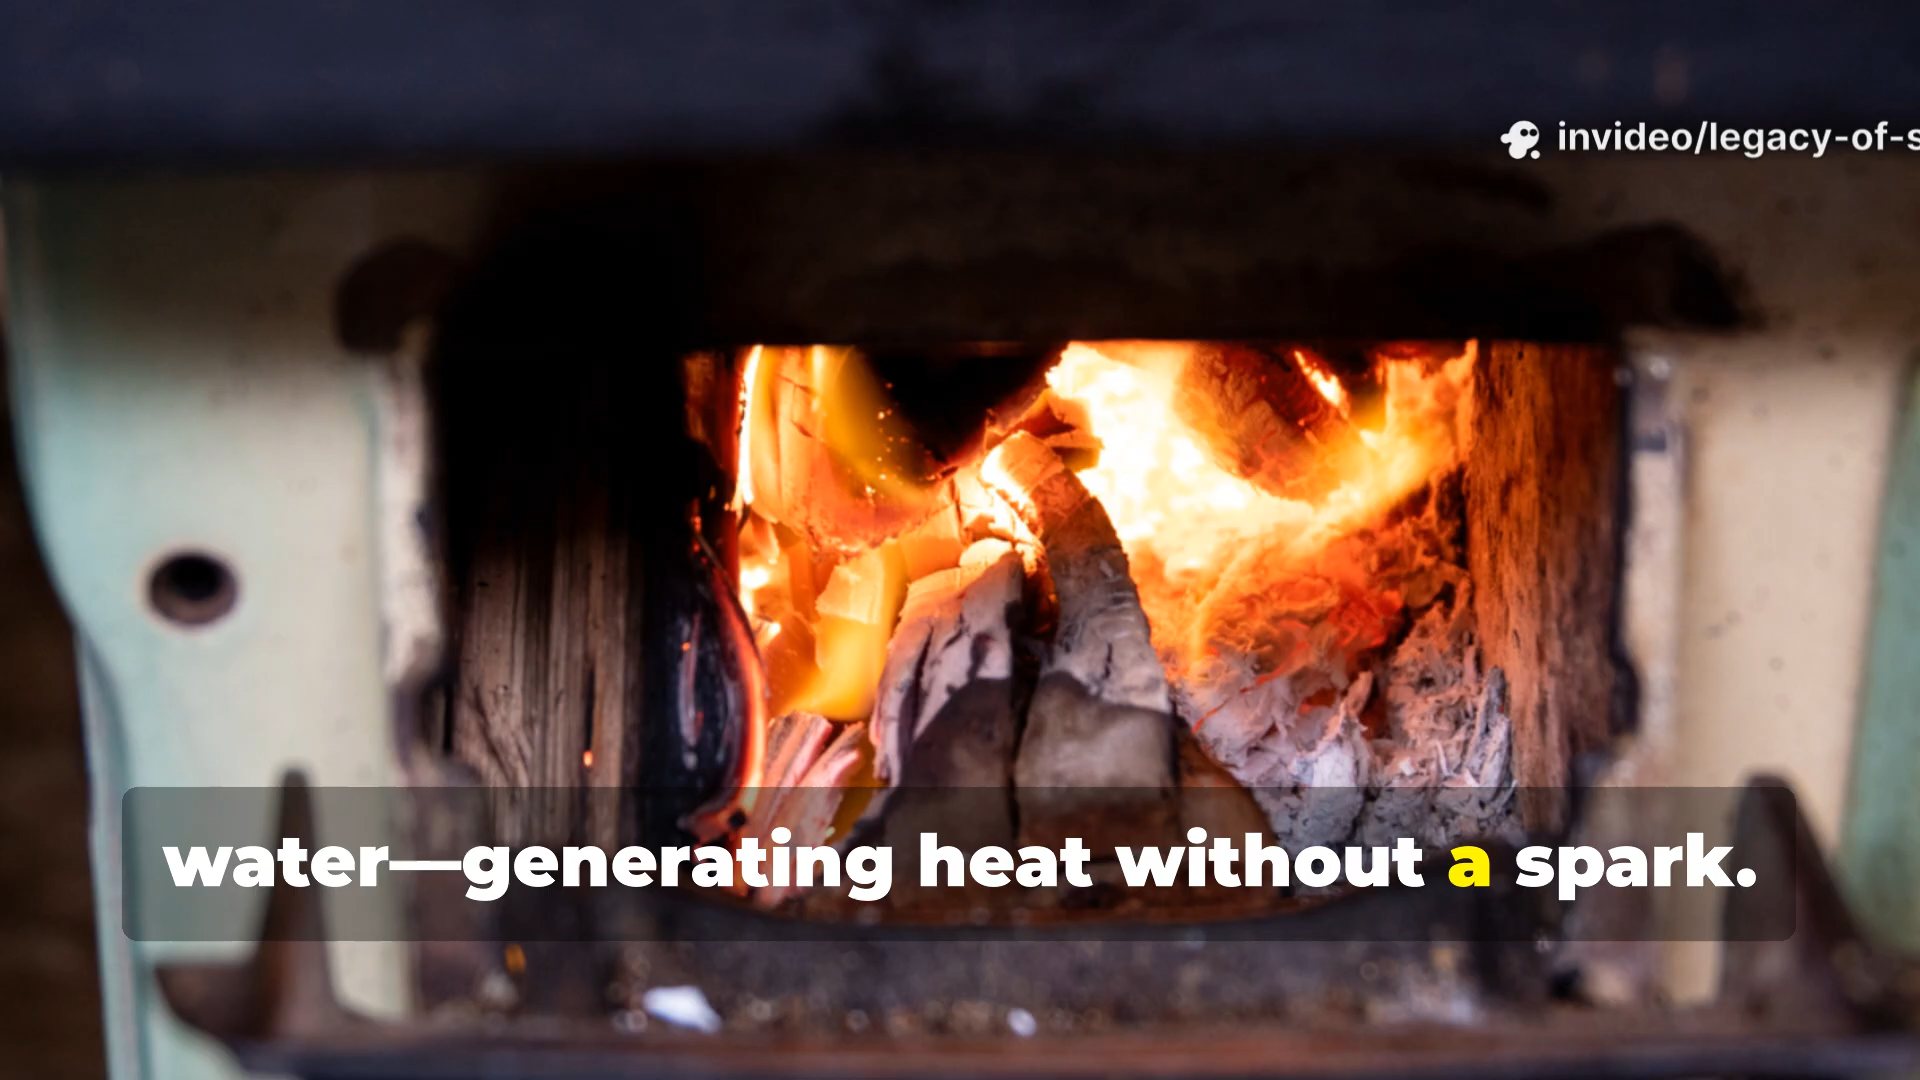 invideo/legacy-of-s
water—generating heat without a spark.